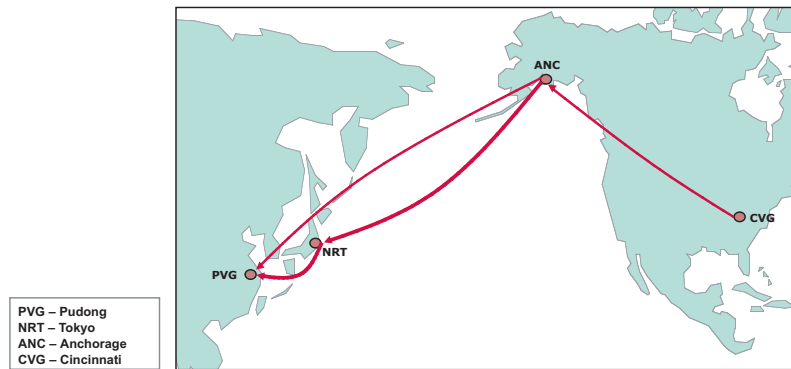 ANC
CVG
NRT
PVG
PVG – Pudong
NRT – Tokyo
ANC – Anchorage
CVG – Cincinnati